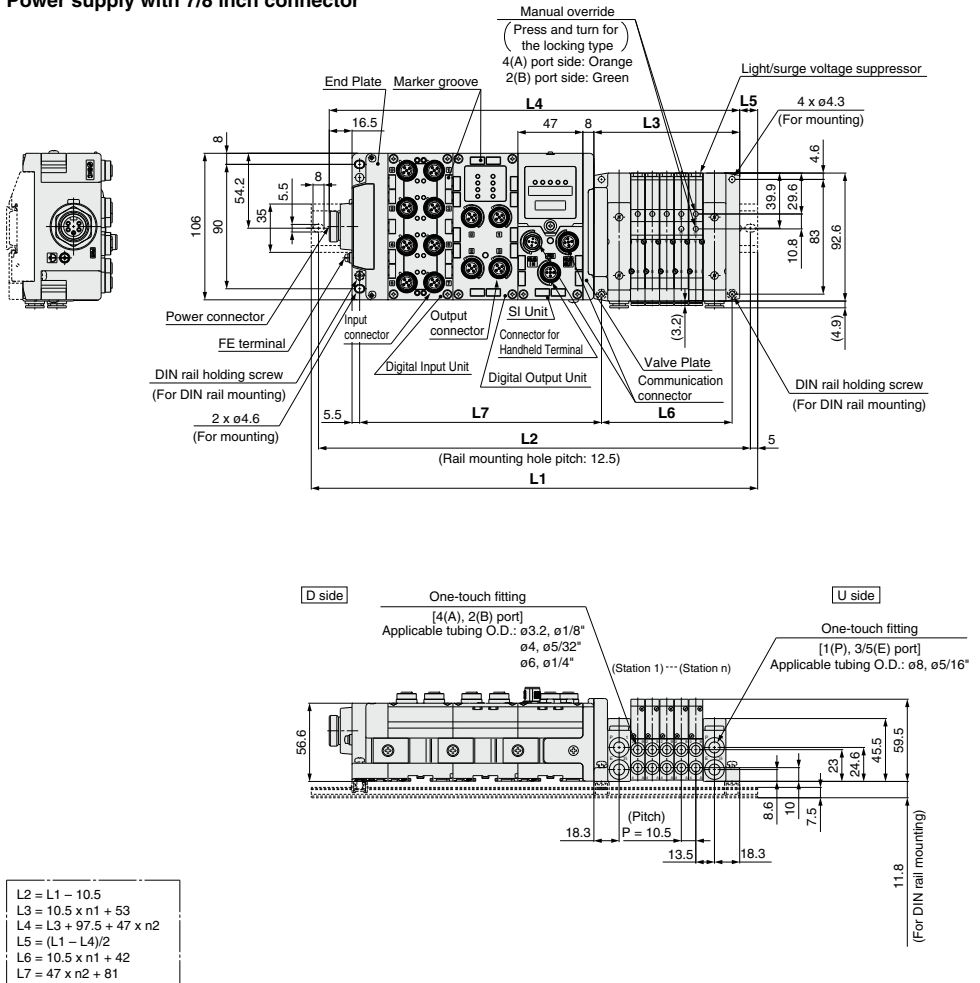 Power supply with 7/8 inch connector
Manual override
(Press and turn for
the locking type)
4(A) port side: Orange
2(B) port side: Green
Light/surge voltage suppressor
End Plate
Marker groove
L4
L5
4 x ø4.3
(For mounting)
16.5
47
8
L3
8
4.6
54.2
8
5.5
35
106
90
39.9
29.6
10.8
83
92.6
(3.2)
(4.9)
Power connector
Input
connector
Output
connector
SI Unit
FE terminal
Connector for
Handheld Terminal
Digital Input Unit
Digital Output Unit
Valve Plate
Communication
connector
DIN rail holding screw
(For DIN rail mounting)
DIN rail holding screw
(For DIN rail mounting)
2 x ø4.6
(For mounting)
5.5
L7
L6
L2
5
(Rail mounting hole pitch: 12.5)
L1
D side
One-touch fitting
[4(A), 2(B) port]
Applicable tubing O.D.: ø3.2, ø1/8"
ø4, ø5/32"
ø6, ø1/4"
U side
One-touch fitting
[1(P), 3/5(E) port]
Applicable tubing O.D.: ø8, ø5/16"
(Station 1)---(Station n)
56.6
23
24.6
45.5
59.5
8.6
10
7.5
(Pitch)
18.3
P = 10.5
13.5
18.3
11.8
(For DIN rail mounting)
L2 = L1 – 10.5
L3 = 10.5 x n1 + 53
L4 = L3 + 97.5 + 47 x n2
L5 = (L1 – L4)/2
L6 = 10.5 x n1 + 42
L7 = 47 x n2 + 81